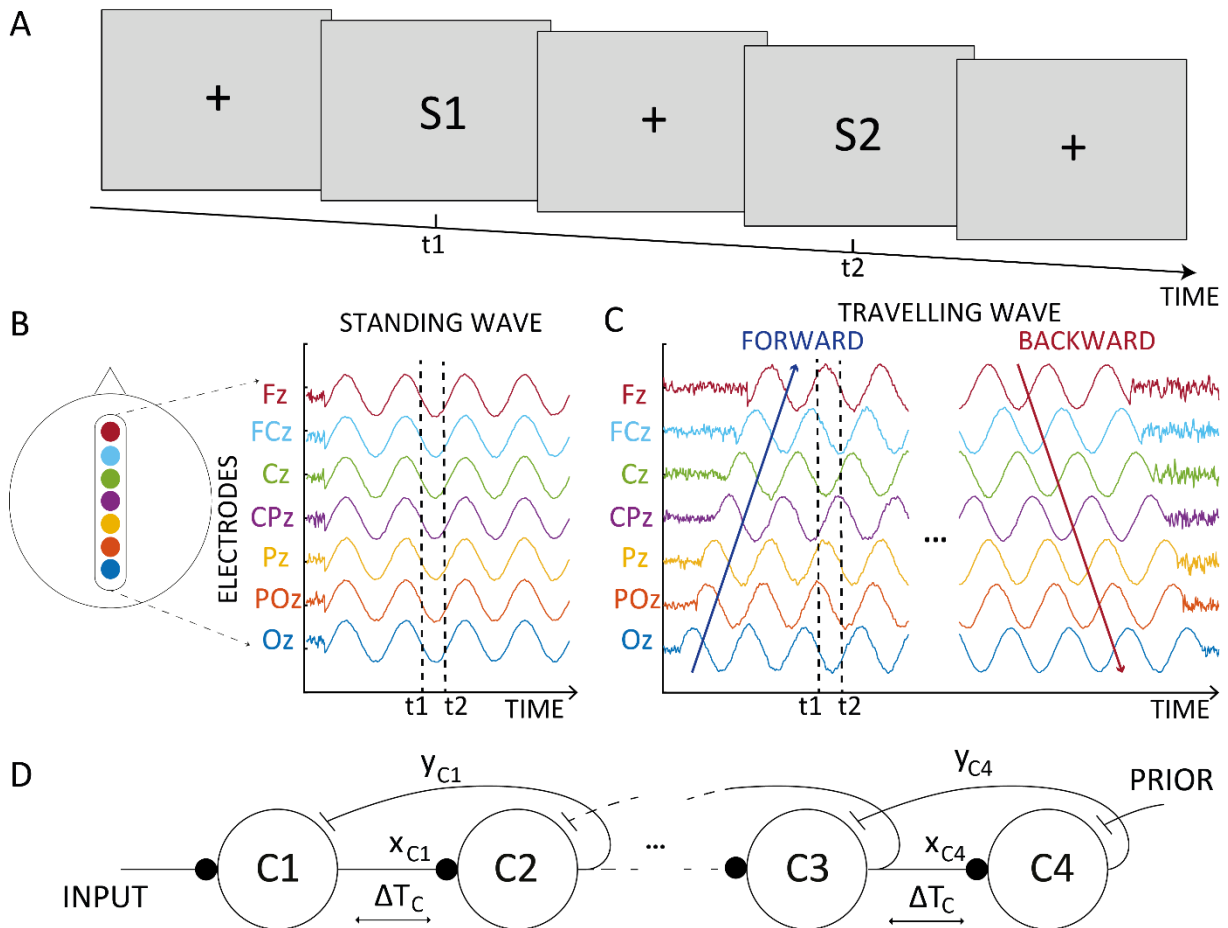 A
+
S1
+
S2
+
t1
t2
TIME
B
STANDING WAVE
ELECTRODES
Fz
FCz
Cz
CPz
Pz
POz
Oz
t1
t2
TIME
C
TRAVELLING WAVE
FORWARD
BACKWARD
Fz
FCz
Cz
CPz
Pz
POz
Oz
...
t1
t2
TIME
D
yC1
yC4
PRIOR
INPUT
C1
xC1
ΔTC
C2
...
C3
xC4
ΔTC
C4